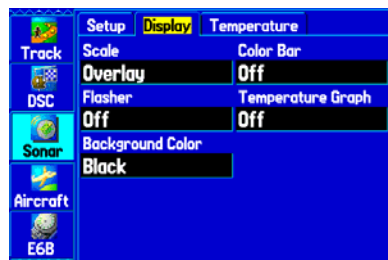 Setup Display Temperature
Track
DSC
Sonar
Aircraft
E6B
Scale
Overlay
Color Bar
Off
Flasher
Off
Temperature Graph
Off
Background Color
Black